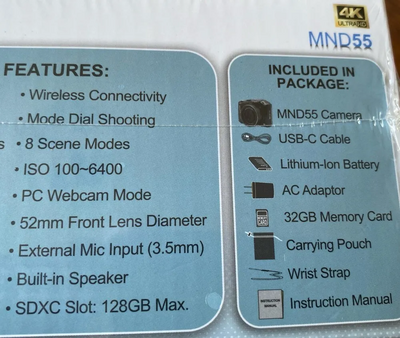 4K
ULTRA HD
MND55
FEATURES:
• Wireless Connectivity
• Mode Dial Shooting
s • 8 Scene Modes
• ISO 100~6400
• PC Webcam Mode
• 52mm Front Lens Diameter
• External Mic Input (3.5mm)
• Built-in Speaker
• SDXC Slot: 128GB Max.
INCLUDED IN
PACKAGE:
MND55 Camera
USB-C Cable
Lithium-Ion Battery
AC Adaptor
32GB Memory Card
Carrying Pouch
Wrist Strap
INSTRUCTION
MANUAL
Instruction Manual